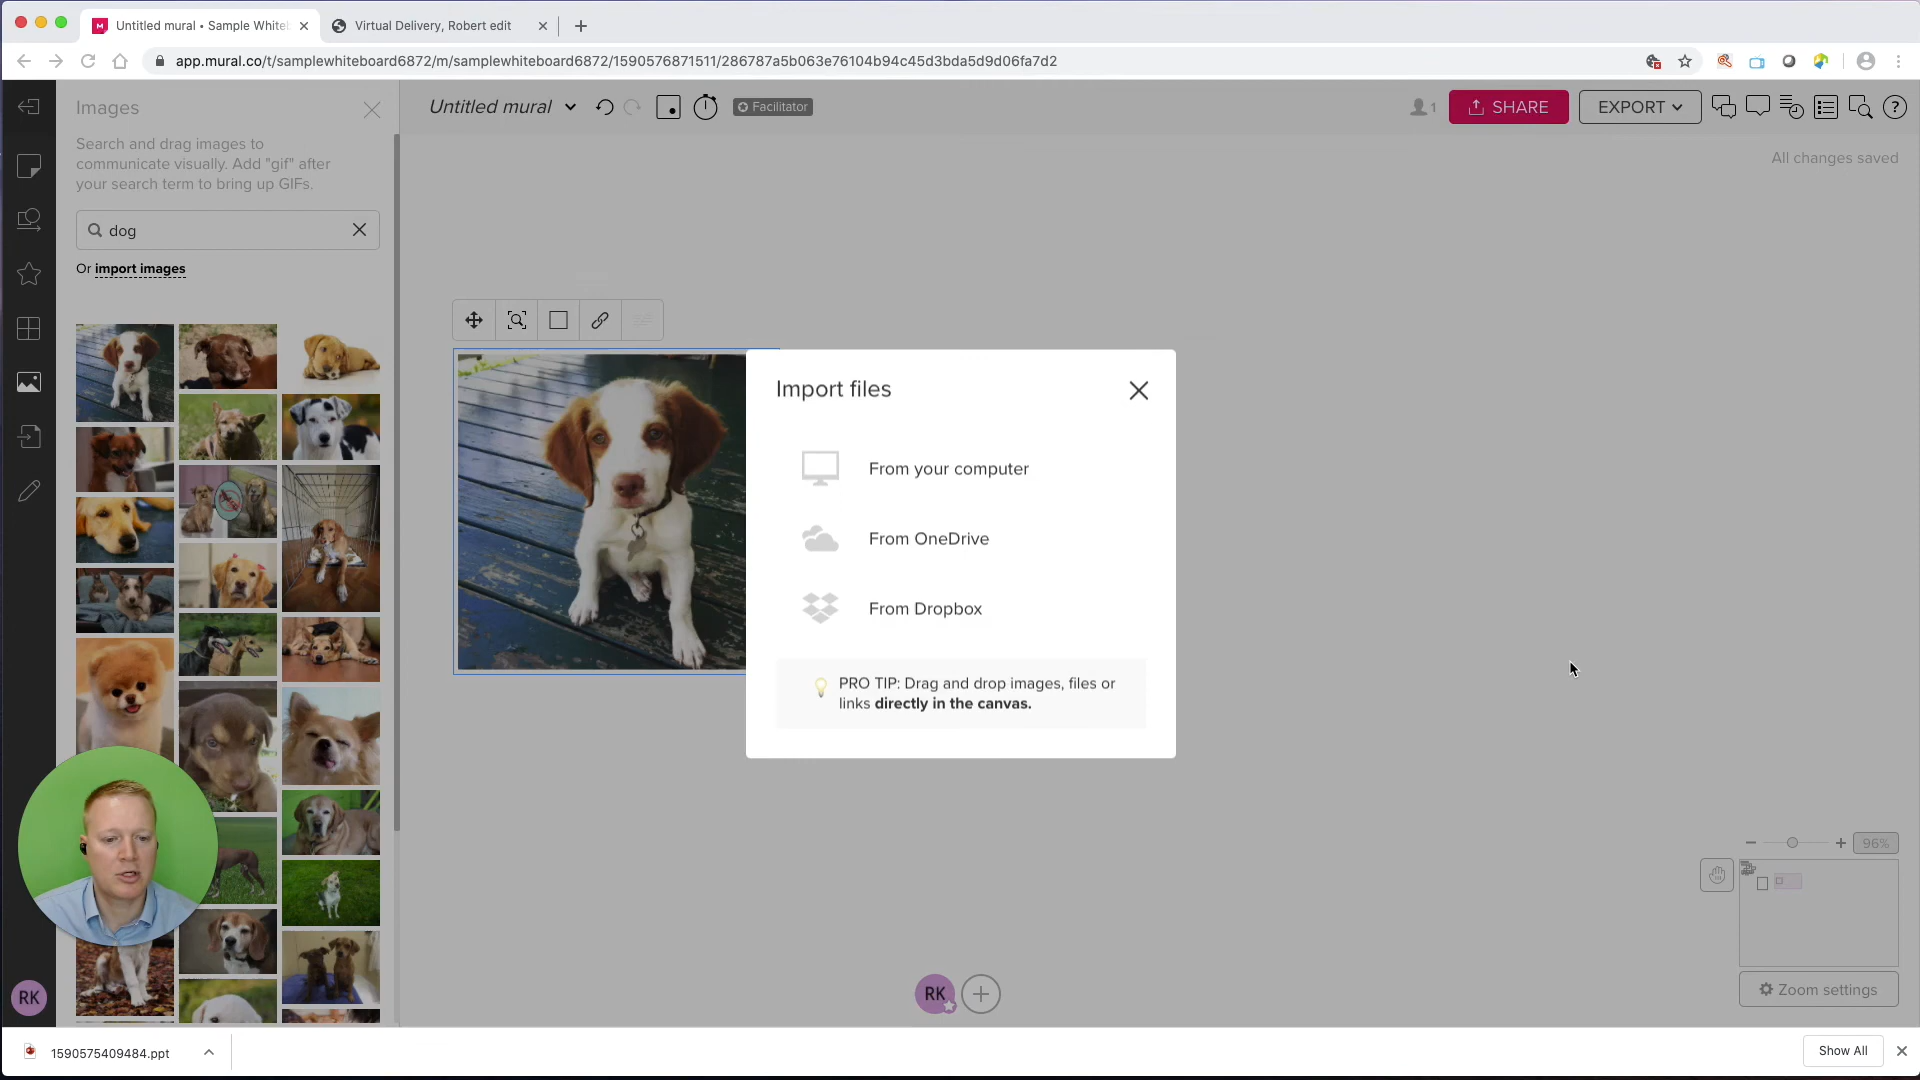 Untitled mural • Sample White
Virtual Delivery, Robert edit
app.mural.co/t/samplewhiteboard6872/m/samplewhiteboard6872/1590576871511/286787a5b063e76104b94c45d3bda5d9d06fa7d2
Images
Search and drag images to
communicate visually. Add "gif" after
your search term to bring up GIFs.
dog
Or import images
Untitled mural
Facilitator
1
SHARE
EXPORT
?
All changes saved
Import files
From your computer
From OneDrive
From Dropbox
PRO TIP: Drag and drop images, files or
links directly in the canvas.
96%
Zoom settings
RK
RK
1590575409484.ppt
Show All